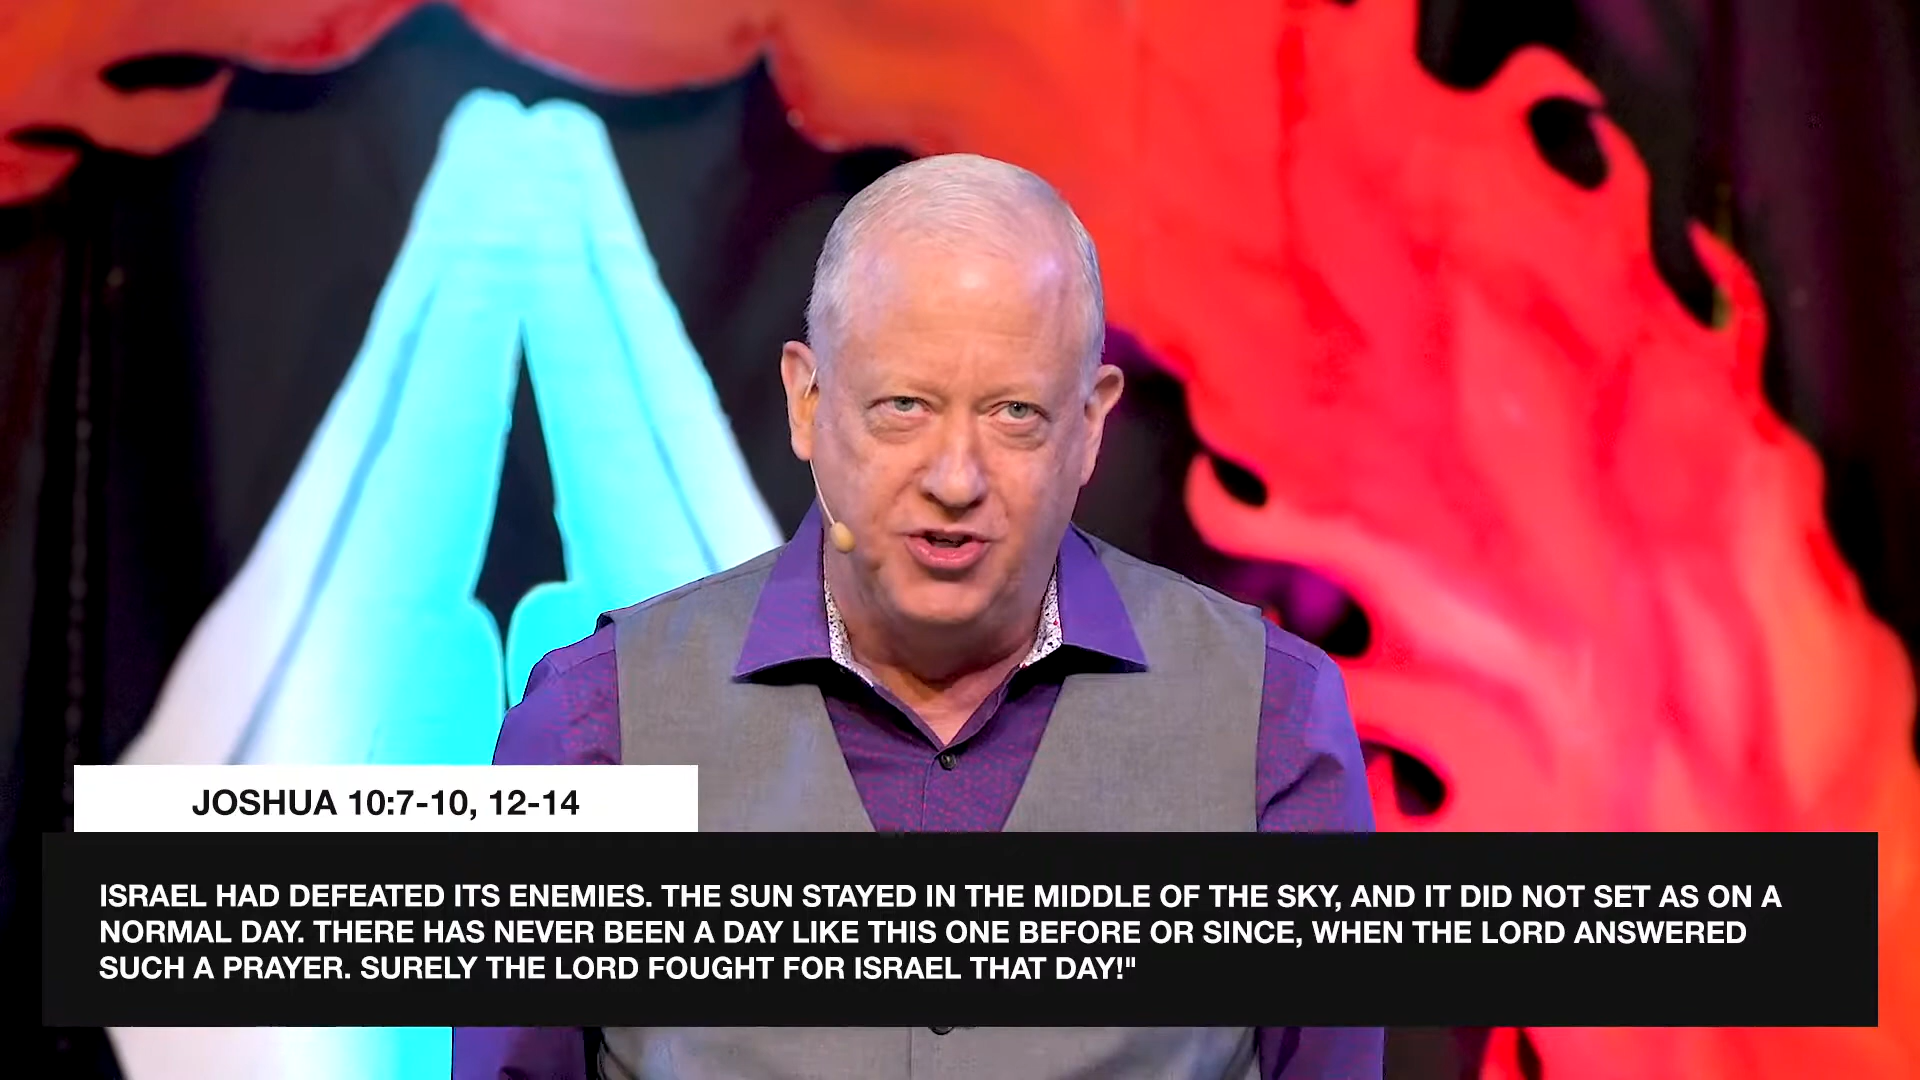 JOSHUA 10:7-10, 12-14
ISRAEL HAD DEFEATED ITS ENEMIES. THE SUN STAYED IN THE MIDDLE OF THE SKY, AND IT DID NOT SET AS ON A
NORMAL DAY. THERE HAS NEVER BEEN A DAY LIKE THIS ONE BEFORE OR SINCE, WHEN THE LORD ANSWERED
SUCH A PRAYER. SURELY THE LORD FOUGHT FOR ISRAEL THAT DAY!"